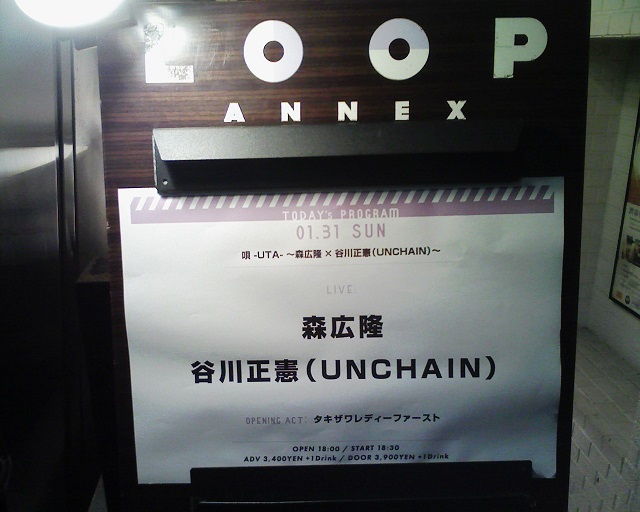 LOOP
ANNEX
TODAY's PROGRAM
01.31 SUN
唄 -UTA- ～森広隆 × 谷川正憲(UNCHAIN)～
LIVE:
森広隆
谷川正憲(UNCHAIN)
OPENING ACT: タキザワレディーファースト
OPEN 18:00 / START 18:30
ADV 3,400YEN +1Drink / DOOR 3,900YEN +1Drink